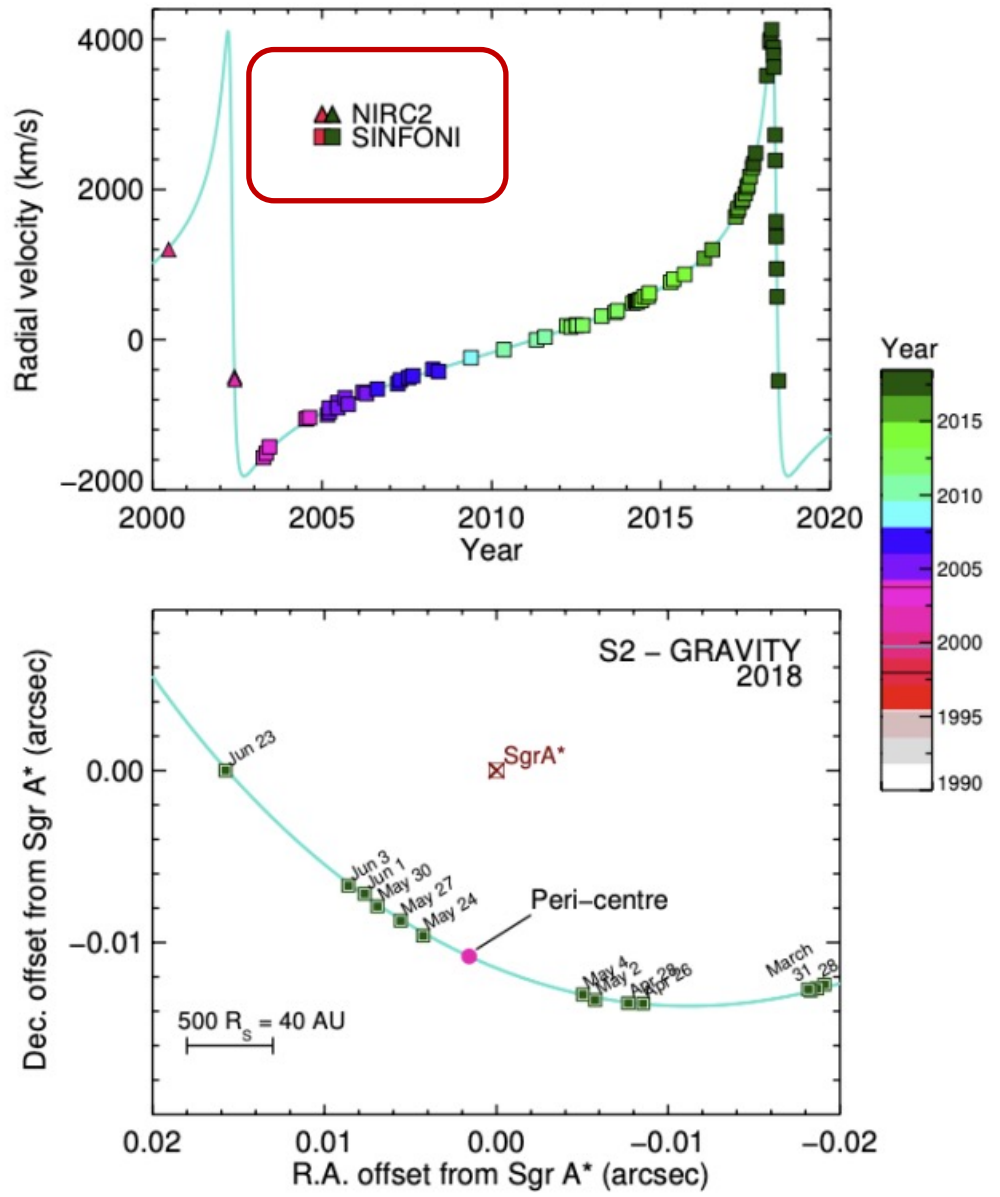 4000
2000
0
−2000
Radial velocity (km/s)
NIRC2
SINFONI
2000
2005
2010
2015
2020
Year
Year
2015
2010
2005
2000
1995
1990
S2 − GRAVITY
2018
SgrA*
Jun 23
Jun 3
Jun 1
May 30
May 27
May 24
Peri−centre
May 4
May 2
Apr 28
Apr 26
March
31
28
500 R_S = 40 AU
0.00
−0.01
Dec. offset from Sgr A* (arcsec)
0.02
0.01
0.00
−0.01
−0.02
R.A. offset from Sgr A* (arcsec)